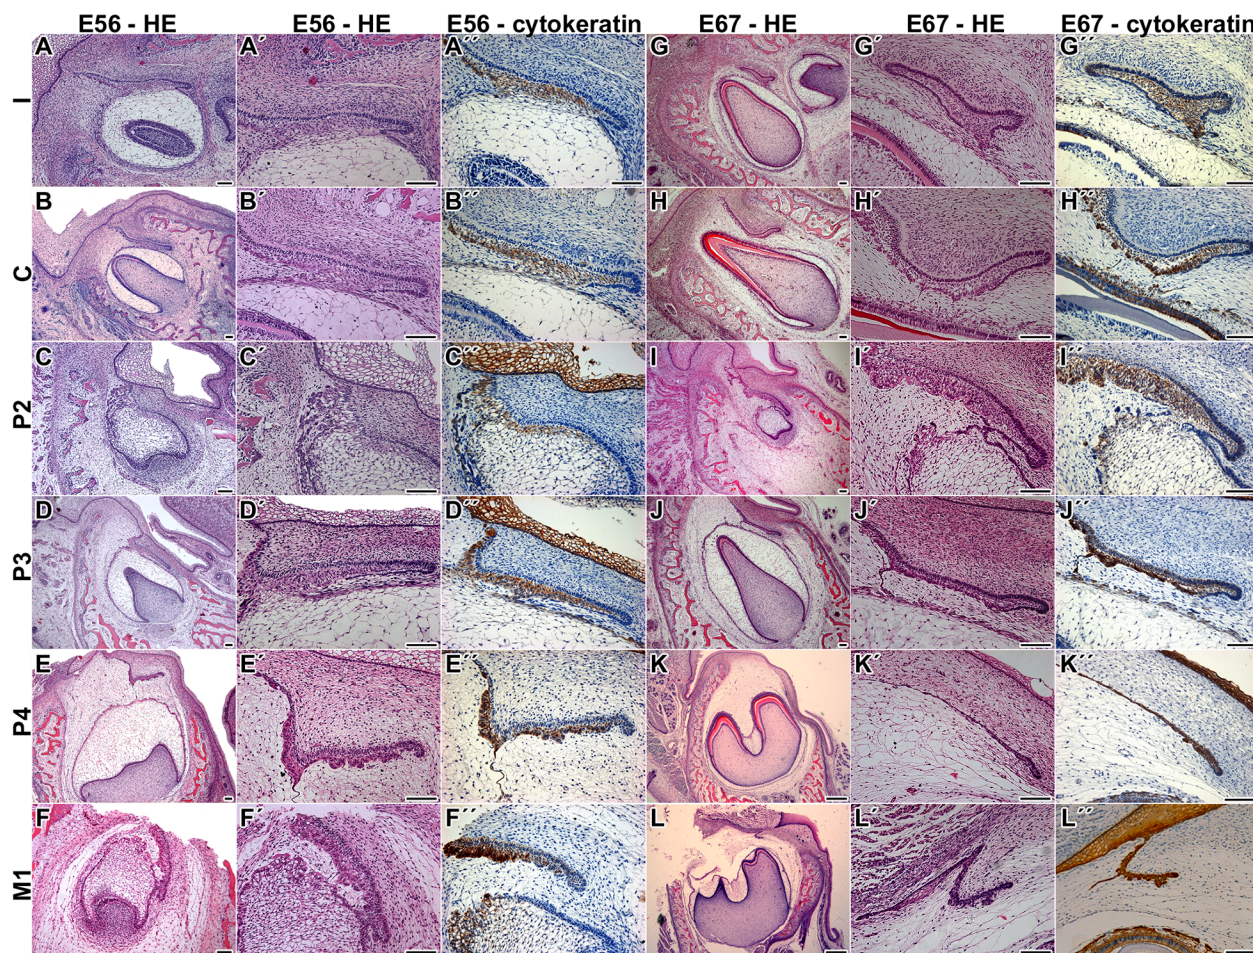 E56 - HE E56 - HE E56 - cytokeratin E67 - HE E67 - HE E67 - cytokeratin
I A A´ A´´ G G´ G´´
C B B´ B´´ H H´ H´´
P2 C C´ C´´ I I´ I´´
P3 D D´ D´´ J J´ J´´
P4 E E´ E´´ K K´ K´´
M1 F F´ F´´ L L´ L´´